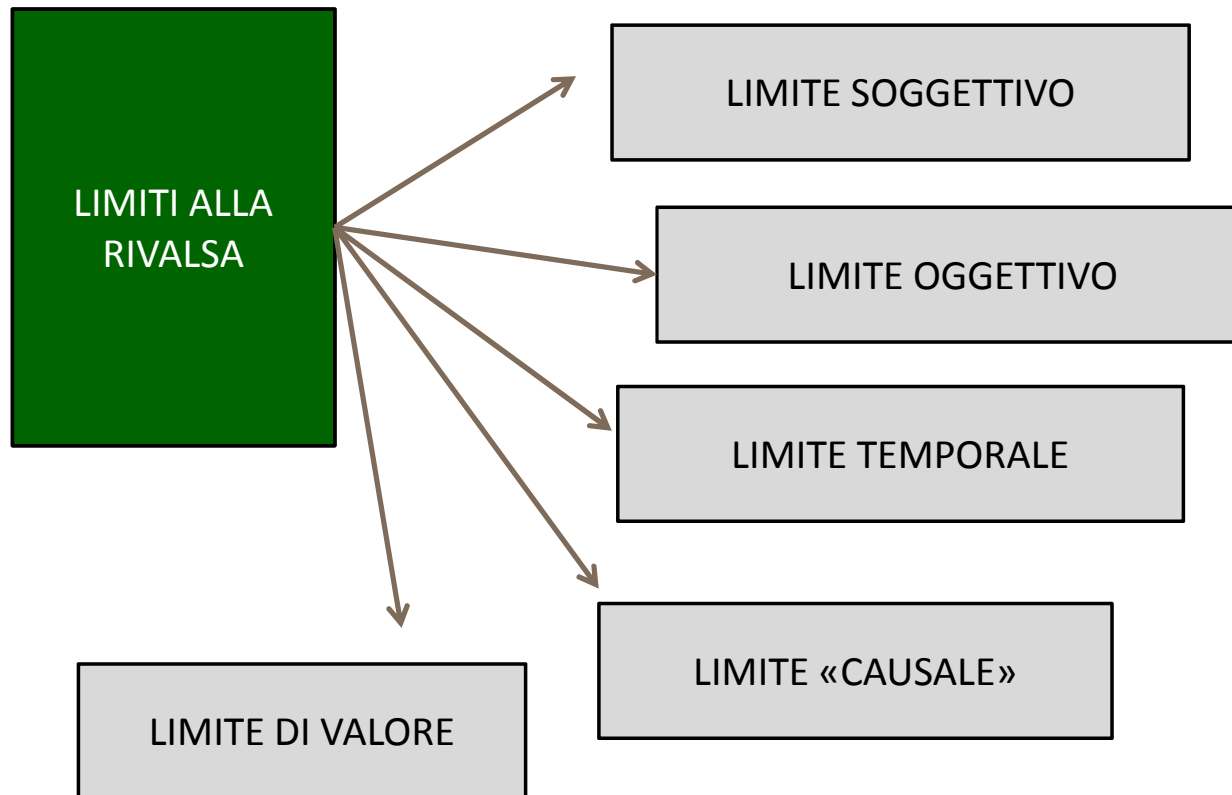 LIMITI ALLA
RIVALSA
LIMITE SOGGETTIVO
LIMITE OGGETTIVO
LIMITE TEMPORALE
LIMITE «CAUSALE»
LIMITE DI VALORE